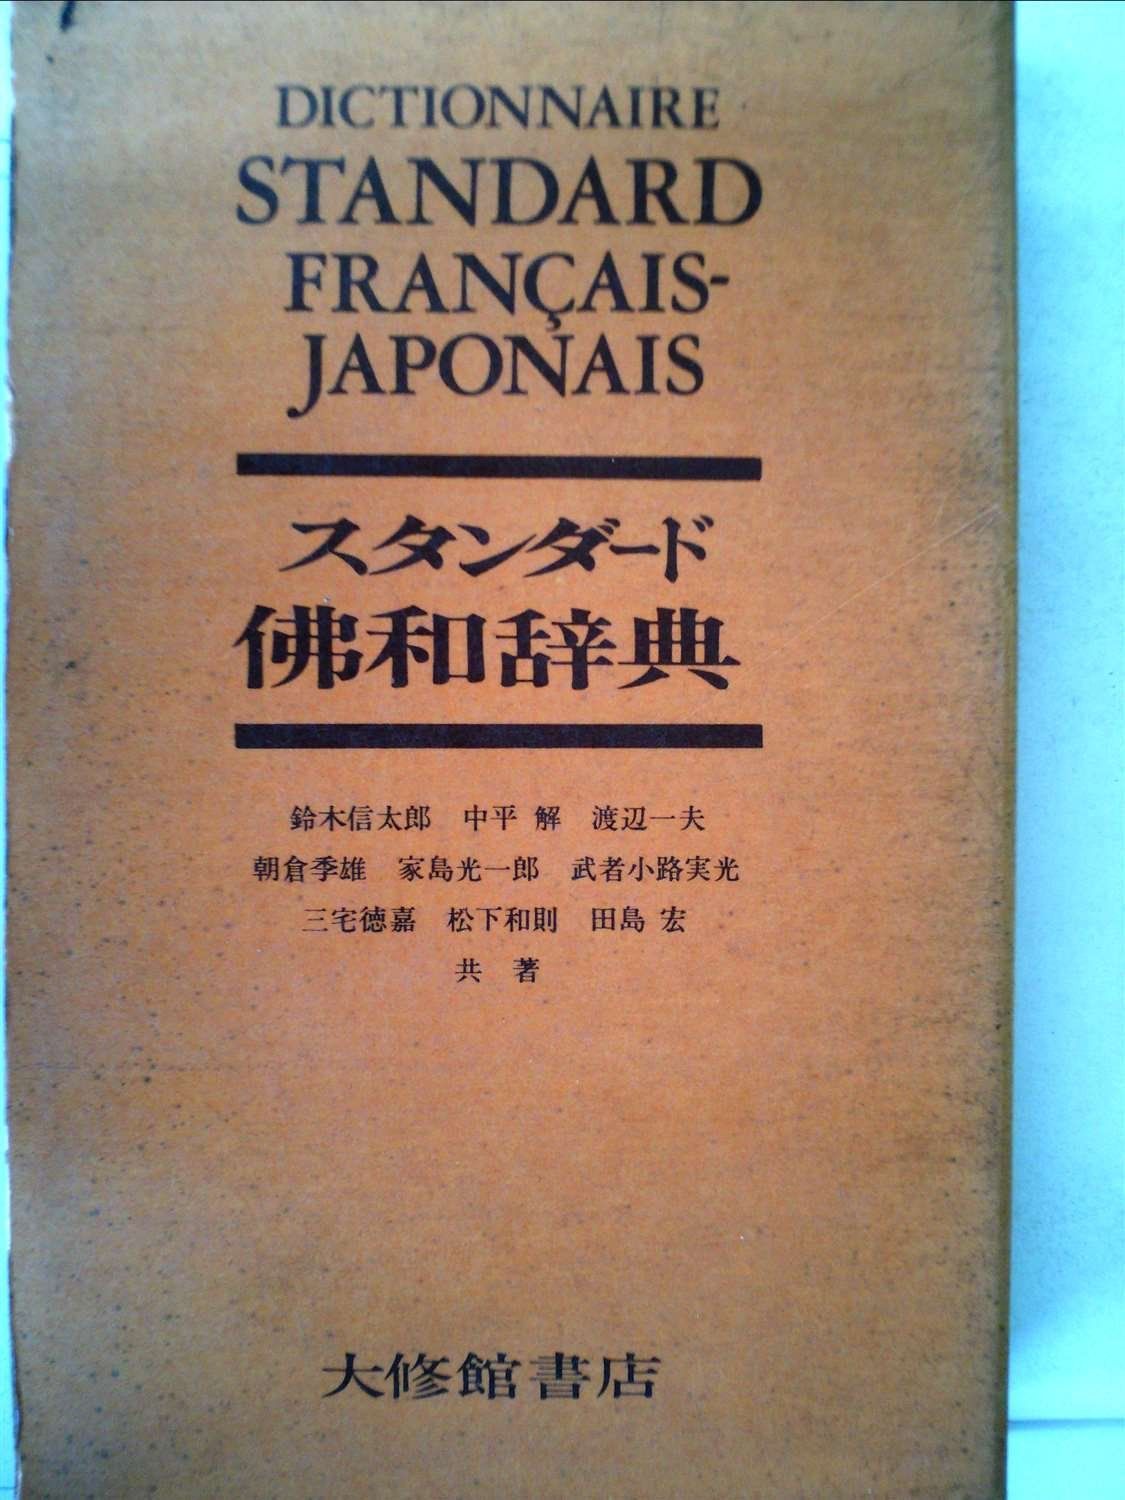 DICTIONNAIRE
STANDARD
FRANÇAIS-
JAPONAIS
スタンダード
佛和辞典
鈴木信太郎 中平 解 渡辺一夫
朝倉季雄 家島光一郎 武者小路実光
三宅徳嘉 松下和則 田島 宏
共 著
大修館書店